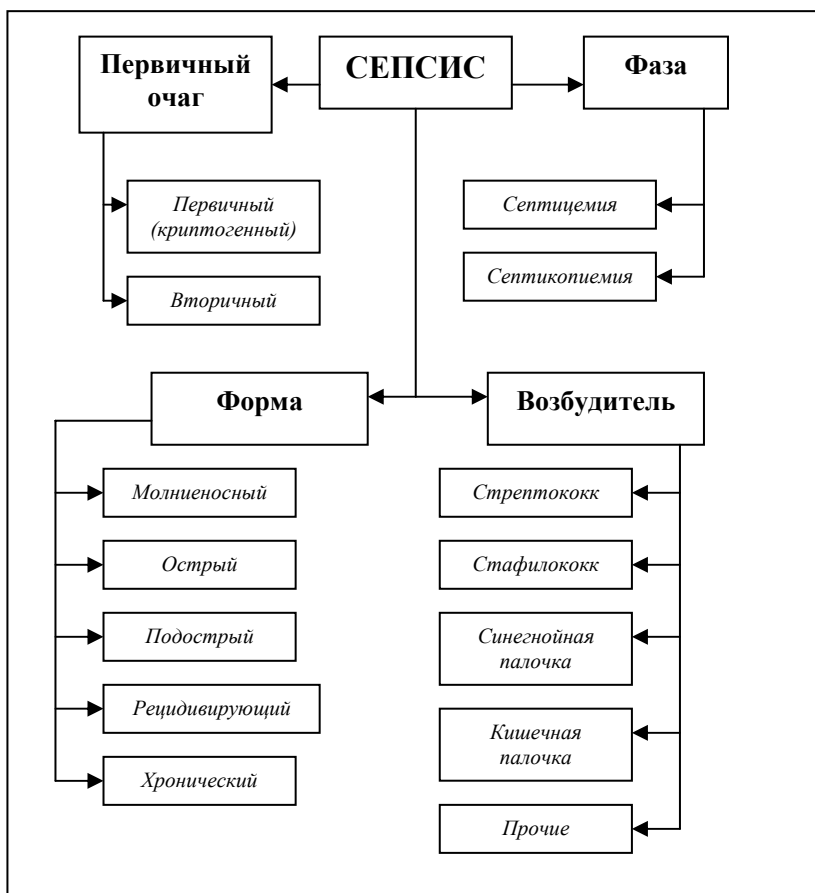 Первичный
очаг
СЕПСИС
Фаза
Первичный
(криптогенный)
Вторичный
Септицемия
Септикопиемия
Форма
Возбудитель
Молниеносный
Острый
Подострый
Рецидивирующий
Хронический
Стрептококк
Стафилококк
Синегнойная
палочка
Кишечная
палочка
Прочие